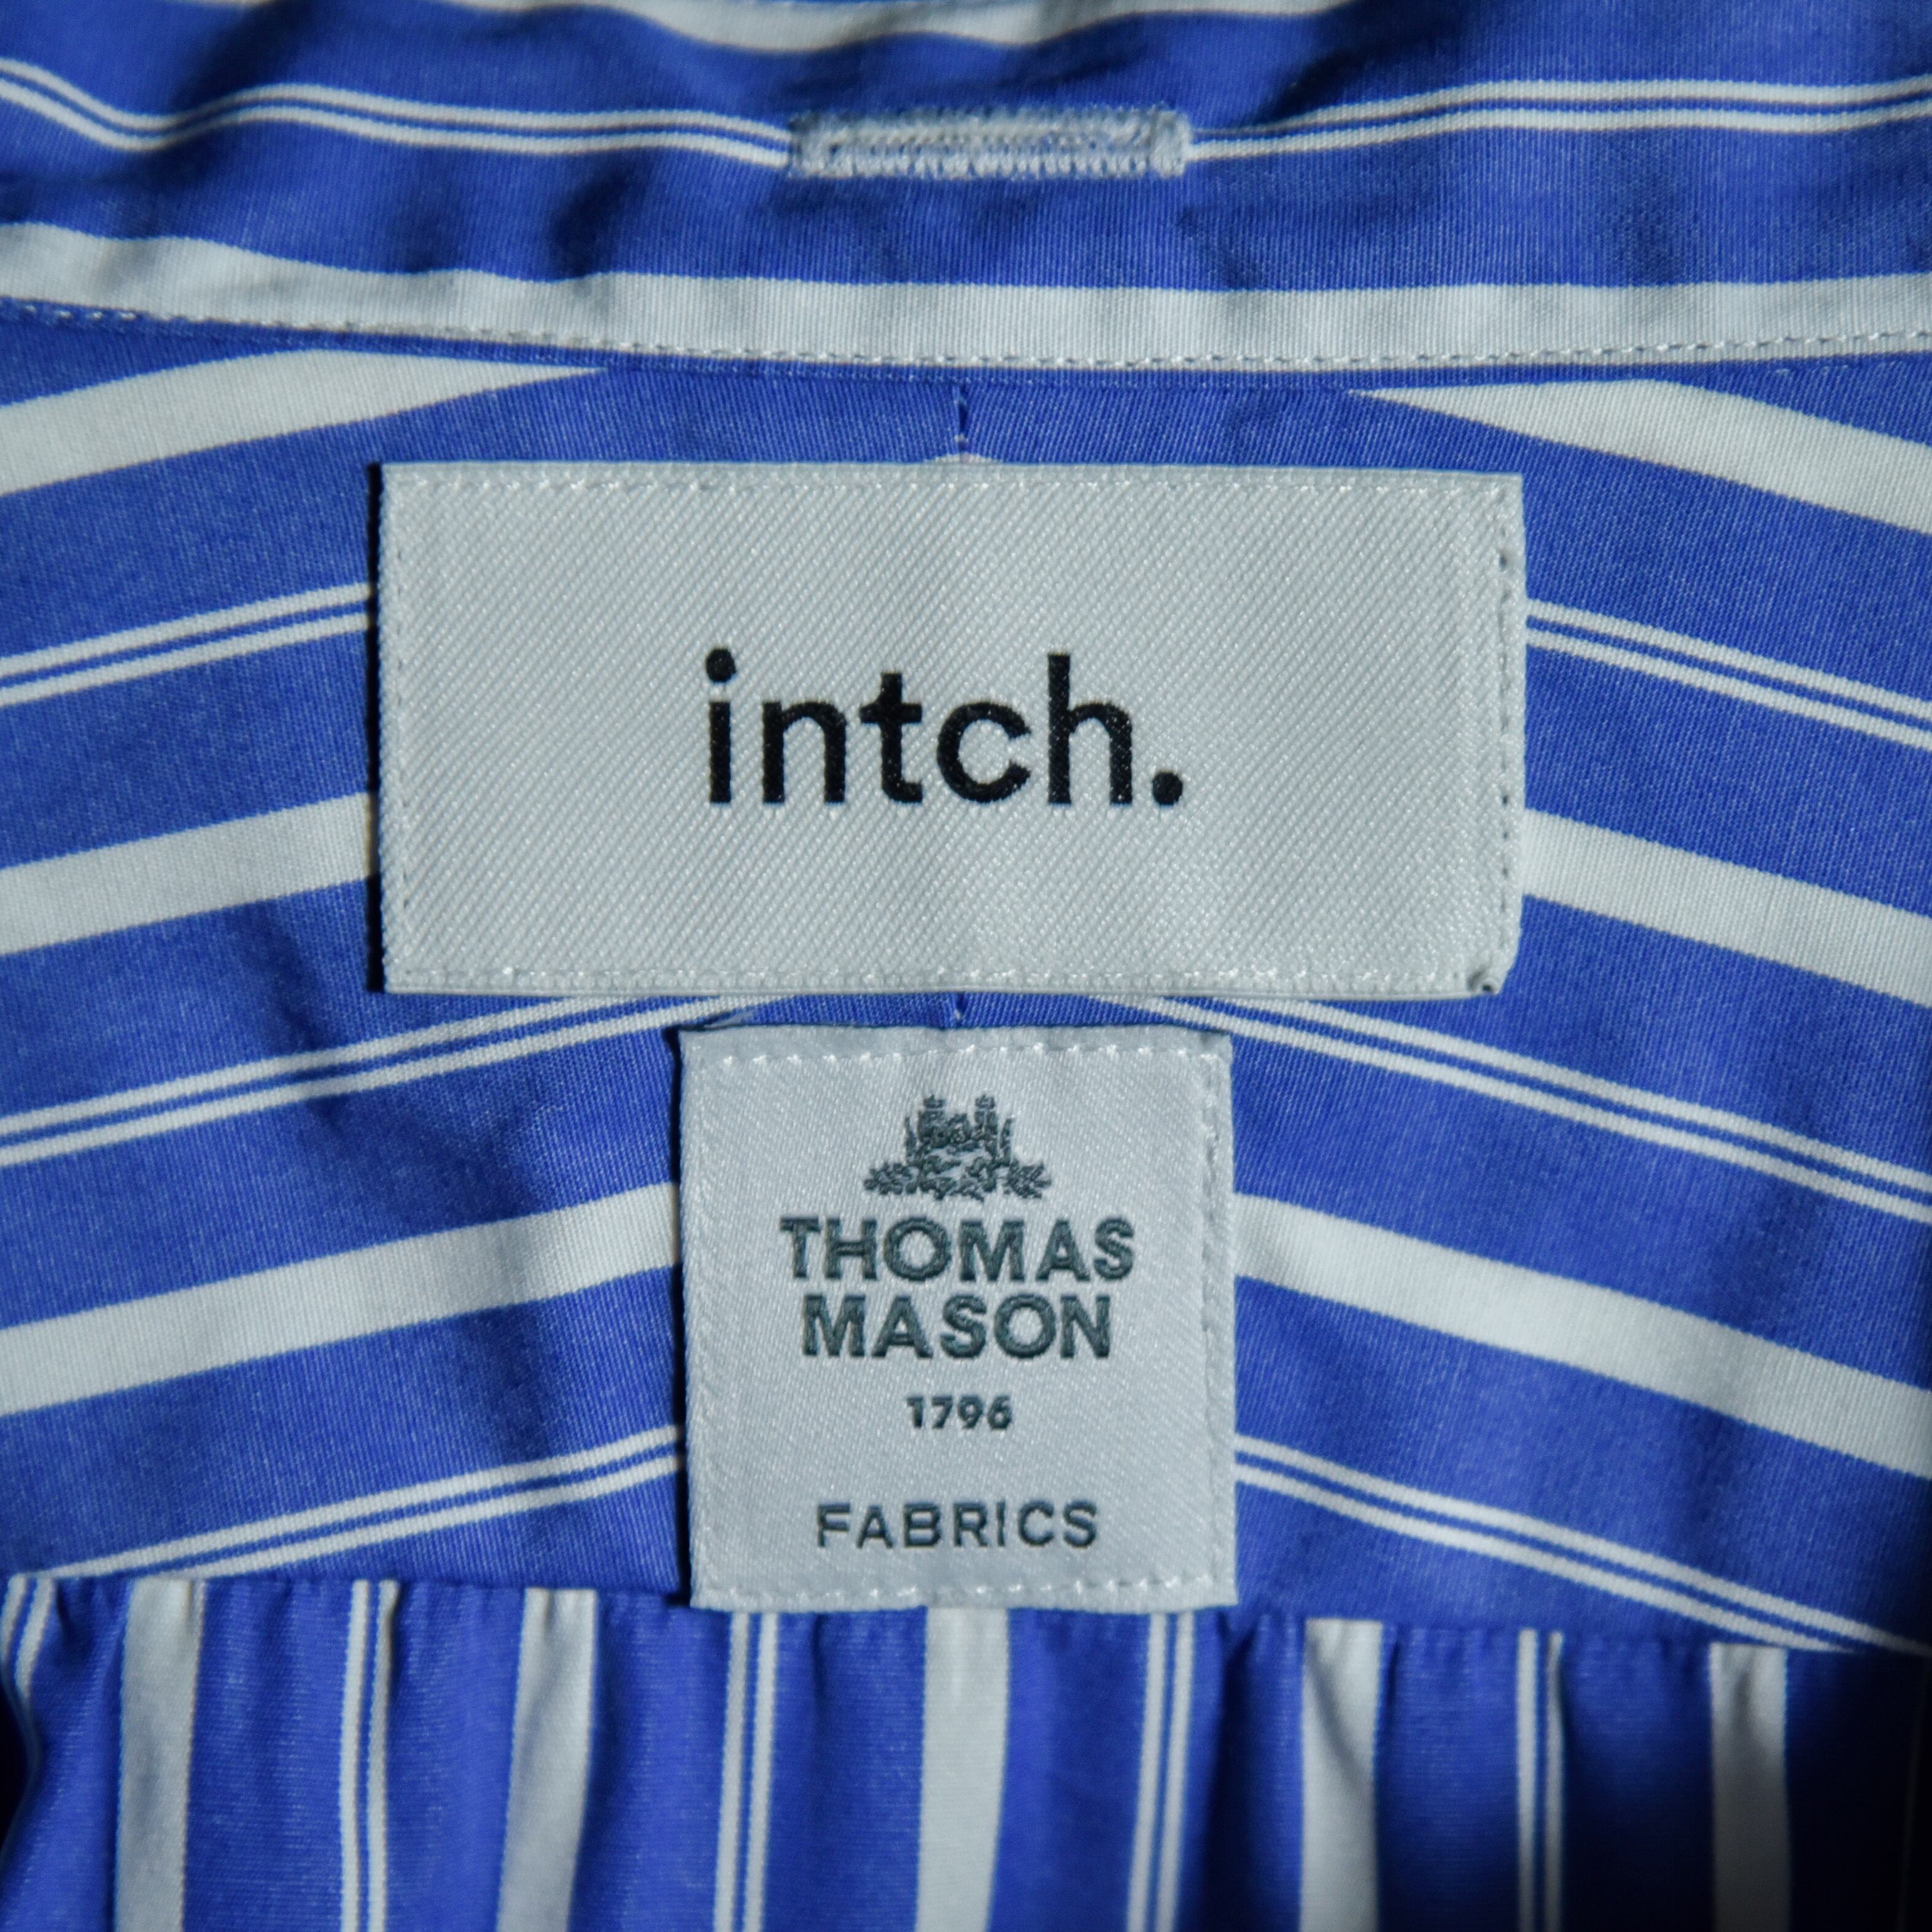 intch.
THOMAS
MASON
1796
FABRICS